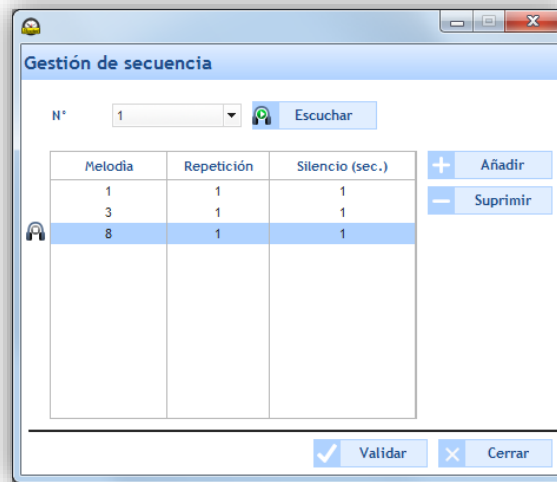 Gestión de secuencia
N° 1 Escuchar
Melodìa Repetición Silencio (sec.) Añadir
1 1 1
Suprimir
3 1 1
8 1 1
Validar Cerrar